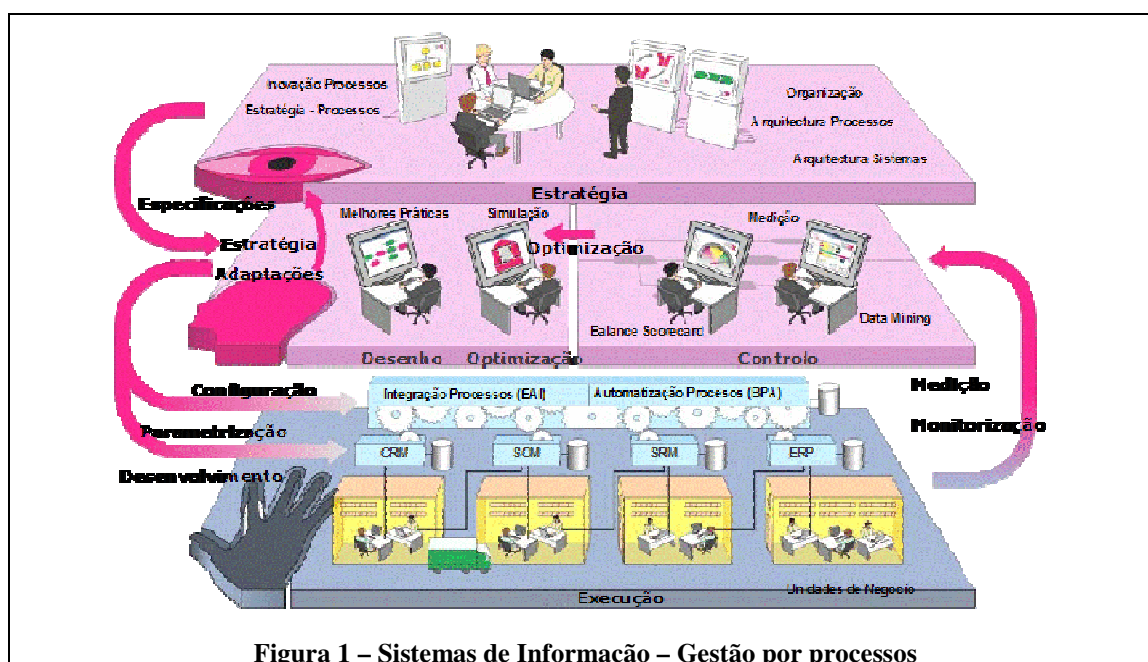 Inovação Processos
Estratégia - Processos
Organização
Arquitectura Processos
Arquitectura Sistemas
Estratégia
Especificações
Estratégia
Adaptações
Melhores Práticas
Simulação
Optimização
Medição
Balance Scorecard
Data Mining
Desenho
Optimização
Controlo
Configuração
Parametrização
Desenvolvimento
Integração Processos (EAI)
Automatização Procesos (BPA)
Medição
Monitorização
CRM
SCM
SRM
ERP
Unidades de Negocio
Execução
Figura 1 – Sistemas de Informação – Gestão por processos